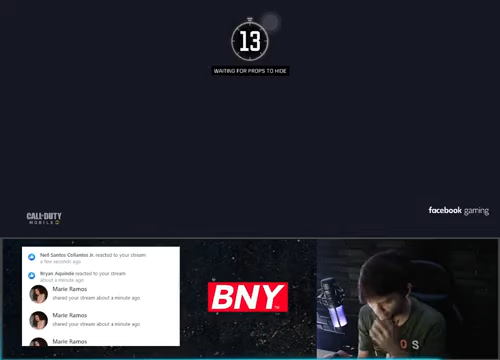 13
WAITING FOR PROPS TO HIDE
CALL OF DUTY
MOBILE
facebook gaming
Neil Santos Collantes Jr. reacted to your stream
a few seconds ago
Bryan Aquinde reacted to your stream
about a minute ago
Marie Ramos
shared your stream about a minute ago.
Marie Ramos
shared your stream about a minute ago.
Marie Ramos
BNY